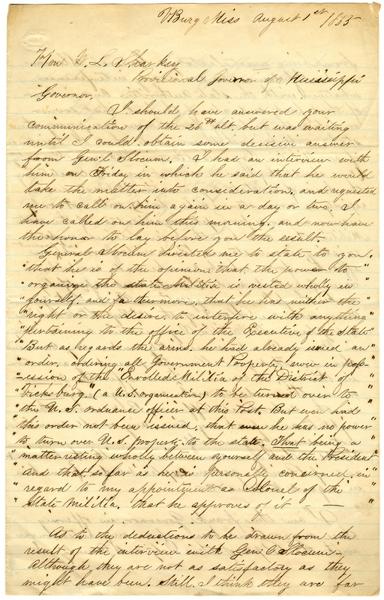 VBurg Miss August 1st /1865
Hon W. L. Sharkey
Provisional Governor of Mississippi
Governor,
I should have answered your
communication of the 26th ult. but was waiting
until I could obtain some decisive answer
from Gen'l Slocum. I had an interview with
him on Friday in which he said that he would
take the matter into consideration, and requested
me to call on him again in a day or two. I
have called on him this morning, and now have
the honor to lay before you the result.
General Slocum directed me to state to you,
"that he is of the opinion that the power to
"organize the State Militia is vested wholly in
"yourself, and furthermore, that he has neither the
"right or the desire, to interfere with anything
"pertaining to the office of the Executive of the State
"But as regards the arms. he had already issued an
"order, ordering all Government Property, now in pos-
"session of the "Enrolled Militia of the District of
"Vicksburg, (a U.S. organization) to be turned over to
"the U.S. ordnance officer at this Post. But even had
"this order not been issued, that he has no power
"to turn over U.S. property to the state. That being a
"matter resting wholly between yourself and the President
"And that so far as he is personally concerned, in
"regard to my appointment as Colonel of the
"State Militia, that he approves of it —
As to the deductions to be drawn from the
result of the interview with Gen'l Slocum -
Although, they are not as satisfactory as they
might have been. Still, I think they are far